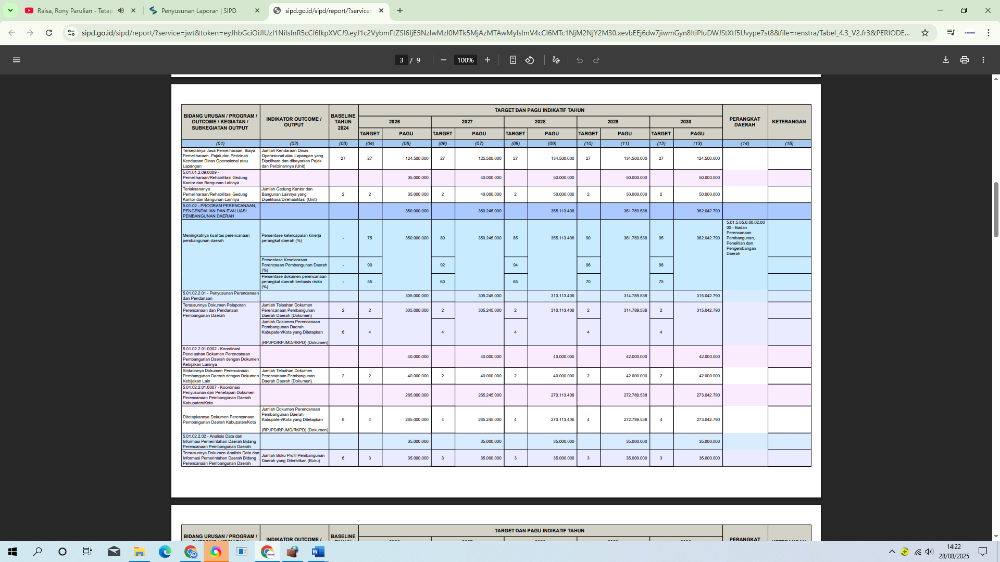 Raisa, Rony Parulian - Tetap
Penyusunan Laporan | SIPD
sipd.go.id/sipd/report/?service=
3 / 9
100%
BIDANG URUSAN / PROGRAM / OUTCOME / KEGIATAN / SUBKEGIATAN OUTPUT
INDIKATOR OUTCOME / OUTPUT
BASELINE TAHUN 2024
TARGET DAN PAGU INDIKATIF TAHUN
PERANGKAT DAERAH
KETERANGAN
2026 2027 2028 2029 2030
TARGET PAGU TARGET PAGU TARGET PAGU TARGET PAGU TARGET PAGU
(01) (02) (03) (04) (05) (06) (07) (08) (09) (10) (11) (12) (13) (14) (15)
Tersedianya Jasa Pemeliharaan, Biaya Pemeliharaan, Pajak dan Perizinan Kendaraan Dinas Operasional atau Lapangan
Jumlah Kendaraan Dinas Operasional atau Lapangan yang Dipelihara dan dibayarkan Pajak dan Perizinannya (Unit)
27 27 124.500.000 27 125.500.000 27 134.500.000 27 134.500.000 27 124.500.000
5.01.01.2.09.0009 - Pemeliharaan/Rehabilitasi Gedung Kantor dan Bangunan Lainnya
35.000.000 40.000.000 50.000.000 50.000.000 50.000.000
Terlaksananya Pemeliharaan/Rehabilitasi Gedung Kantor dan Bangunan Lainnya
Jumlah Gedung Kantor dan Bangunan Lainnya yang Dipelihara/Direhabilitasi (Unit)
2 2 35.000.000 2 40.000.000 2 50.000.000 2 50.000.000 2 50.000.000
5.01.02 - PROGRAM PERENCANAAN, PENGENDALIAN DAN EVALUASI PEMBANGUNAN DAERAH
350.000.000 350.245.000 355.113.406 361.789.538 362.042.790
Meningkatnya kualitas perencanaan pembangunan daerah
Persentase ketercapaian kinerja perangkat daerah (%)
- 75 350.000.000 80 350.245.000 85 355.113.406 90 361.789.538 95 362.042.790
5.01.5.05.0.00.02.0000 - Badan Perencanaan Pembangunan, Penelitian dan Pengembangan Daerah
Persentase Keselarasan Perencaaan Pembangunan Daerah (%)
- 90 92 94 96 98
Persentase dokumen perencanaan perangkat daerah berbasis risiko (%)
- 55 60 65 70 75
5.01.02.2.01 - Penyusunan Perencanaan dan Pendanaan
305.000.000 305.245.000 310.113.406 314.789.538 315.042.790
Tersusunnya Dokumen Pelaporan Perencanaan dan Pendanaan Pembangunan Daerah
Jumlah Telaahan Dokumen Perencanaan Pembangunan Daerah Daerah (Dokumen)
2 2 305.000.000 2 305.245.000 2 310.113.406 2 314.789.538 2 315.042.790
Jumlah Dokumen Perencanaan Pembangunan Daerah Kabupaten/Kota yang Ditetapkan
(RPJPD/RPJMD/RKPD) (Dokumen)
6 4 4 4 4 4
5.01.02.2.01.0002 - Koordinasi Penelaahan Dokumen Perencanaan Pembangunan Daerah dengan Dokumen Kebijakan Lainnya
40.000.000 40.000.000 40.000.000 42.000.000 42.000.000
Sinkronnya Dokumen Perencanaan Pembangunan Daerah dengan Dokumen Kebijakan Lain
Jumlah Telaahan Dokumen Perencanaan Pembangunan Daerah Daerah (Dokumen)
2 2 40.000.000 2 40.000.000 2 40.000.000 2 42.000.000 2 42.000.000
5.01.02.2.01.0007 - Koordinasi Penyusunan dan Penetapan Dokumen Perencanaan Pembangunan Daerah Kabupaten/Kota
265.000.000 265.245.000 270.113.406 272.789.538 273.042.790
Ditetapkannya Dokumen Perencanaan Pembangunan Daerah Kabupaten/Kota
Jumlah Dokumen Perencanaan Pembangunan Daerah Kabupaten/Kota yang Ditetapkan
(RPJPD/RPJMD/RKPD) (Dokumen)
6 4 265.000.000 4 265.245.000 4 270.113.406 4 272.789.538 4 273.042.790
5.01.02.2.02 - Analisis Data dan Informasi Pemerintahan Daerah Bidang Perencanaan Pembangunan Daerah
35.000.000 35.000.000 35.000.000 35.000.000 35.000.000
Tersusunnya Dokumen Analisis Data dan Informasi Pemerintahan Daerah Bidang Perencanaan Pembangunan Daerah
Jumlah Buku Profil Pembangunan Daerah yang Diterbitkan (Buku)
6 3 35.000.000 3 35.000.000 3 35.000.000 3 35.000.000 3 35.000.000
TARGET DAN PAGU INDIKATIF TAHUN
BIDANG URUSAN / PROGRAM /
INDIKATOR OUTCOME /
BASELINE
PERANGKAT
14:22
28/08/2025